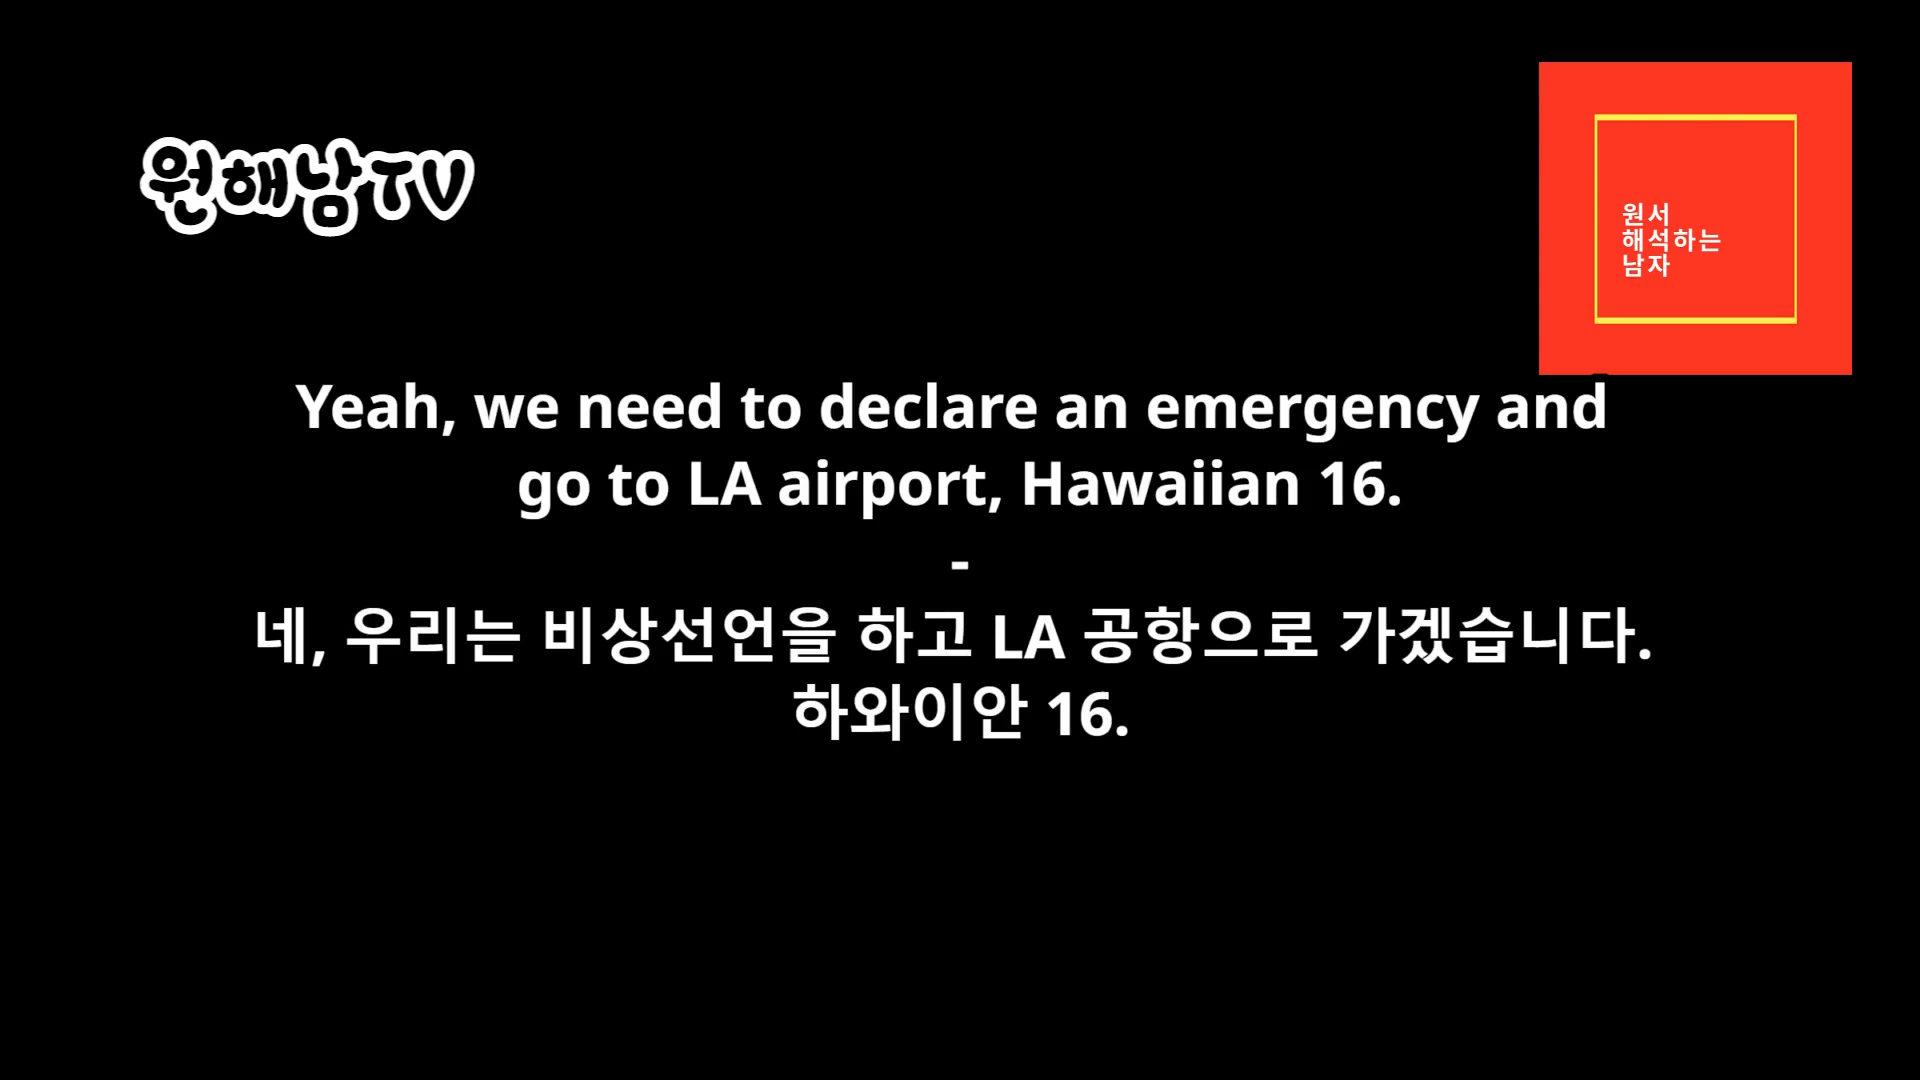 원해남TV
원서
해석하는
남자
Yeah, we need to declare an emergency and
go to LA airport, Hawaiian 16.
-
네, 우리는 비상선언을 하고 LA 공항으로 가겠습니다.
하와이안 16.